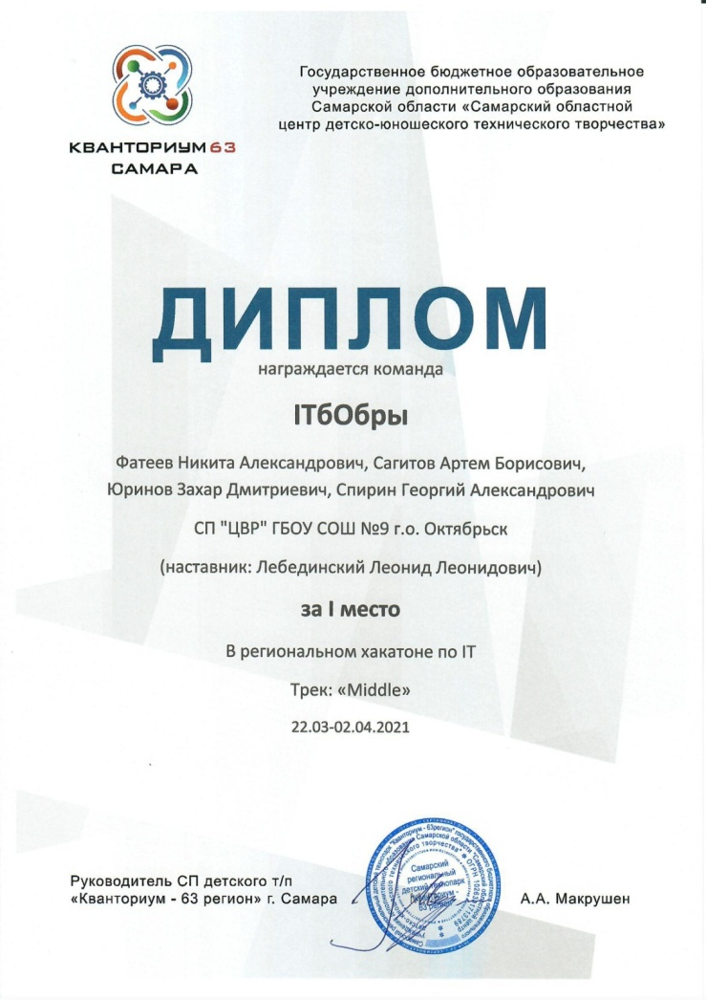 КВАНТОРИУМ 63
САМАРА
Государственное бюджетное образовательное
учреждение дополнительного образования
Самарской области «Самарский областной
центр детско-юношеского технического творчества»
ДИПЛОМ
награждается команда
ITбОбры
Фатеев Никита Александрович, Сагитов Артем Борисович,
Юринов Захар Дмитриевич, Спирин Георгий Александрович
СП "ЦВР" ГБОУ СОШ №9 г.о. Октябрьск
(наставник: Лебединский Леонид Леонидович)
за I место
В региональном хакатоне по IT
Трек: «Middle»
22.03-02.04.2021
Руководитель СП детского т/п
«Кванториум - 63 регион» г. Самара
А.А. Макрушен
Самарский
региональный
детский технопарк
"Кванториум -
63 регион"